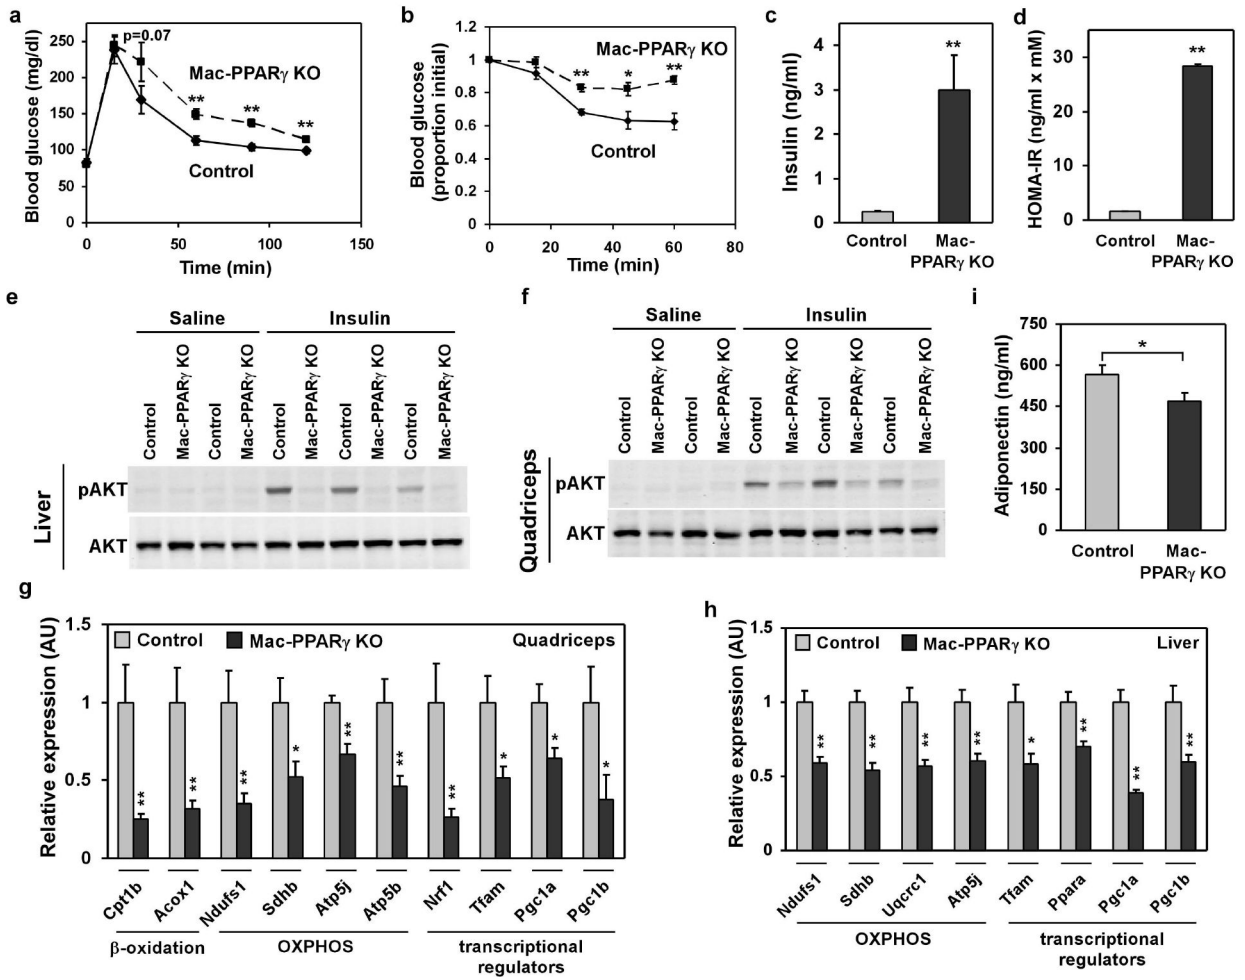 a
Blood glucose (mg/dl)
250
200
150
100
50
0
p=0.07
Mac-PPARγ KO
**
**
**
Control
0
50
100
150
Time (min)
b
Blood glucose
(proportion initial)
1.2
1
0.8
0.6
0.4
0.2
0
Mac-PPARγ KO
**
*
**
Control
0
20
40
60
80
Time (min)
c
Insulin (ng/ml)
4
3
2
1
0
**
Control
Mac-
PPARγ KO
d
HOMA-IR (ng/ml x mM)
30
20
10
0
**
Control
Mac-
PPARγ KO
e
Saline
Insulin
Control
Mac-PPARγ KO
Control
Mac-PPARγ KO
Control
Mac-PPARγ KO
Control
Mac-PPARγ KO
Control
Mac-PPARγ KO
Liver
pAKT
AKT
f
Saline
Insulin
Control
Mac-PPARγ KO
Control
Mac-PPARγ KO
Control
Mac-PPARγ KO
Control
Mac-PPARγ KO
Control
Mac-PPARγ KO
Quadriceps
pAKT
AKT
i
Adiponectin (ng/ml)
750
600
450
300
150
0
*
Control
Mac-
PPARγ KO
g
Relative expression (AU)
1.5
1
0.5
0
Control
Mac-PPARγ KO
Quadriceps
**
**
**
*
**
**
**
*
*
*
Cpt1b
Acox1
Ndufs1
Sdhb
Atp5j
Atp5b
Nrf1
Tfam
Pgc1a
Pgc1b
β-oxidation
OXPHOS
transcriptional
regulators
h
Relative expression (AU)
1.5
1
0.5
0
Control
Mac-PPARγ KO
Liver
**
**
**
**
*
**
**
**
Ndufs1
Sdhb
Uqcrc1
Atp5j
Tfam
Ppara
Pgc1a
Pgc1b
OXPHOS
transcriptional
regulators